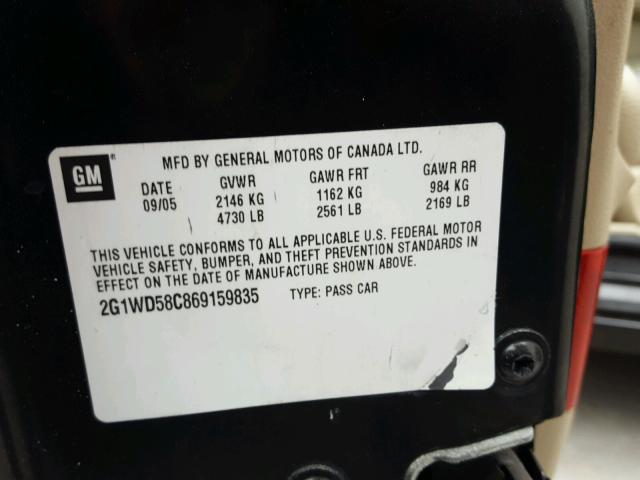 GM
MFD BY GENERAL MOTORS OF CANADA LTD.
DATE GVWR GAWR FRT GAWR RR
09/05 2146 KG 1162 KG 984 KG
4730 LB 2561 LB 2169 LB
THIS VEHICLE CONFORMS TO ALL APPLICABLE U.S. FEDERAL MOTOR
VEHICLE SAFETY, BUMPER, AND THEFT PREVENTION STANDARDS IN
EFFECT ON THE DATE OF MANUFACTURE SHOWN ABOVE.
2G1WD58C869159835 TYPE: PASS CAR